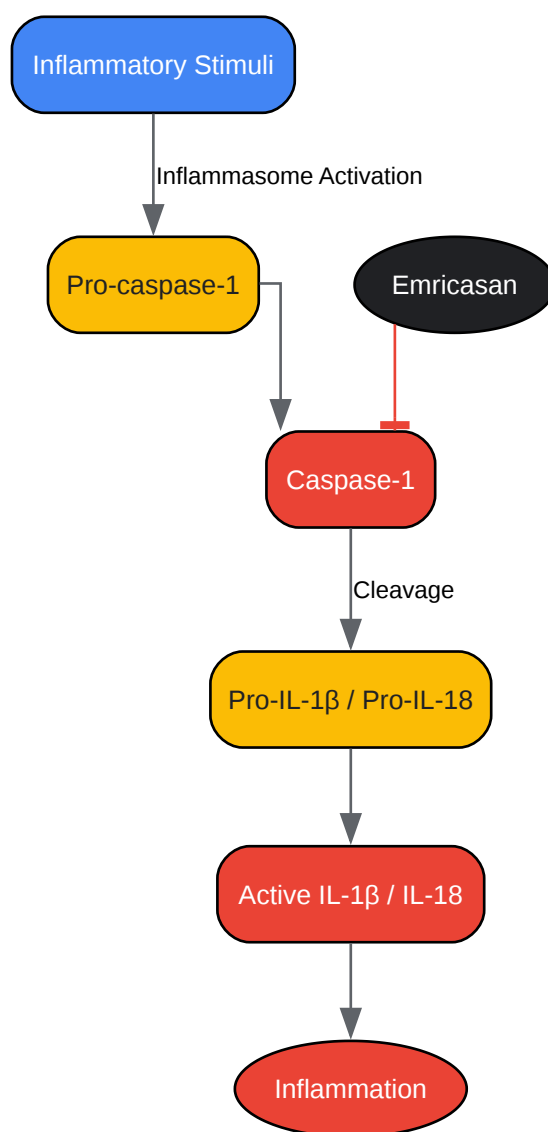 Inflammatory Stimuli
Inflammasome Activation
Pro-caspase-1
Emricasan
Caspase-1
Cleavage
Pro-IL-1β / Pro-IL-18
Active IL-1β / IL-18
Inflammation